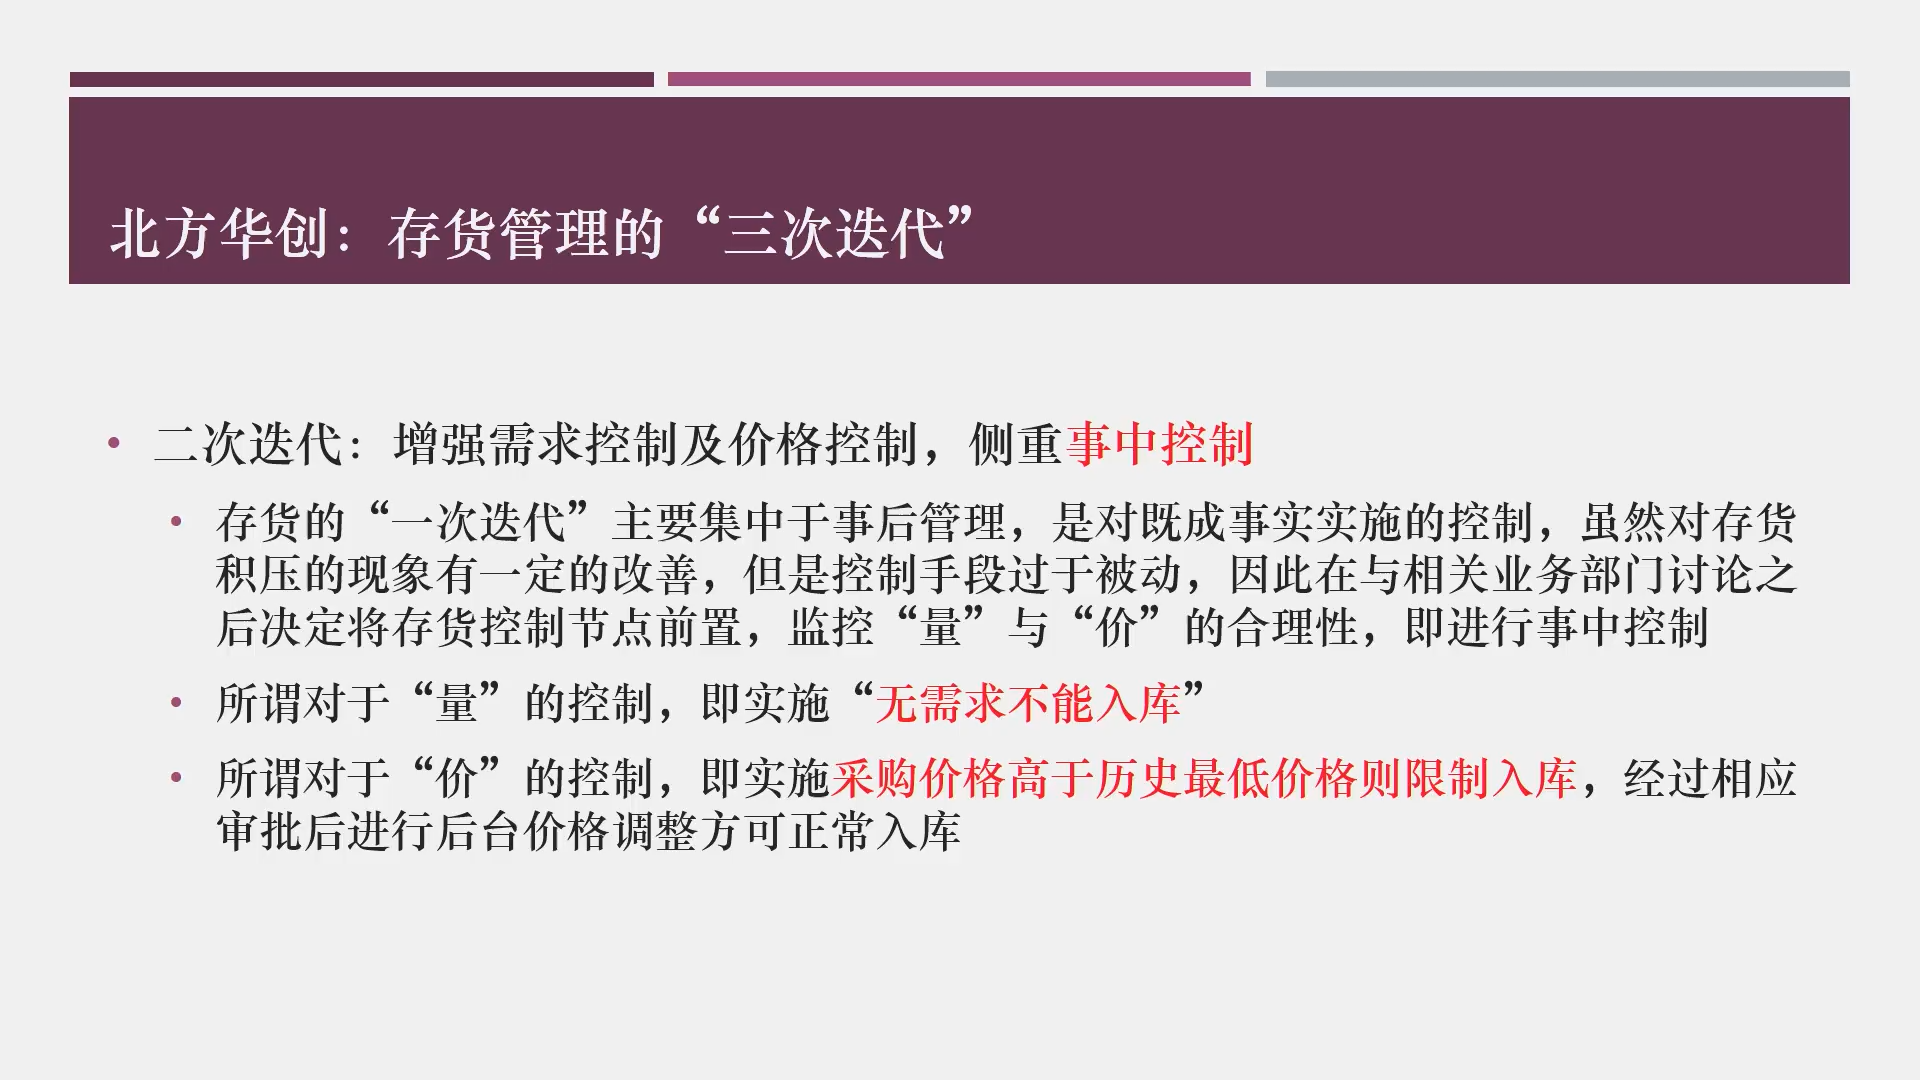 北方华创：存货管理的“三次迭代”
• 二次迭代：增强需求控制及价格控制，侧重事中控制
• 存货的“一次迭代”主要集中于事后管理，是对既成事实实施的控制，虽然对存货
积压的现象有一定的改善，但是控制手段过于被动，因此在与相关业务部门讨论之
后决定将存货控制节点前置，监控“量”与“价”的合理性，即进行事中控制
• 所谓对于“量”的控制，即实施“无需求不能入库”
• 所谓对于“价”的控制，即实施采购价格高于历史最低价格则限制入库，经过相应
审批后进行后台价格调整方可正常入库